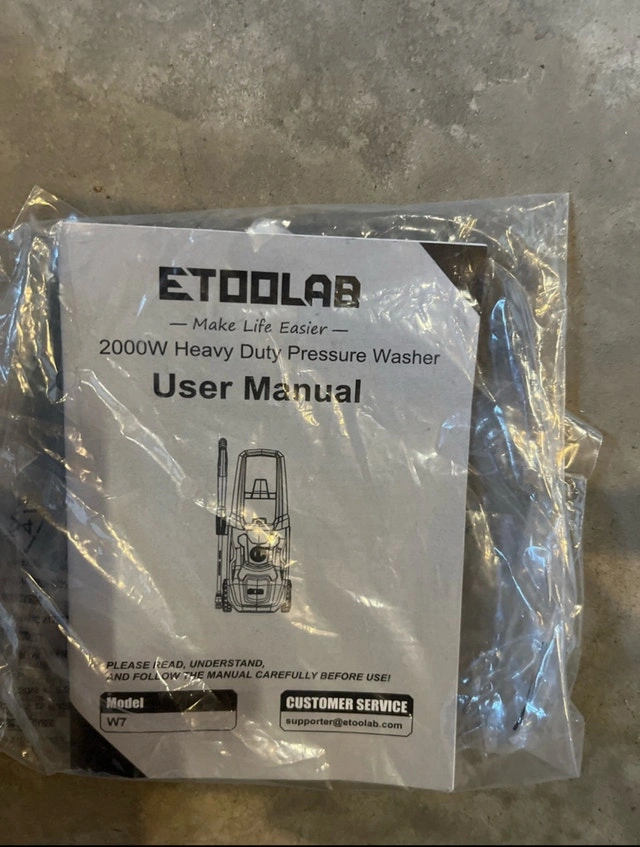 ETOOLAB
— Make Life Easier —
2000W Heavy Duty Pressure Washer
User Manual
PLEASE READ, UNDERSTAND,
AND FOLLOW THE MANUAL CAREFULLY BEFORE USE!
Model
W7
CUSTOMER SERVICE
supporter@etoolab.com